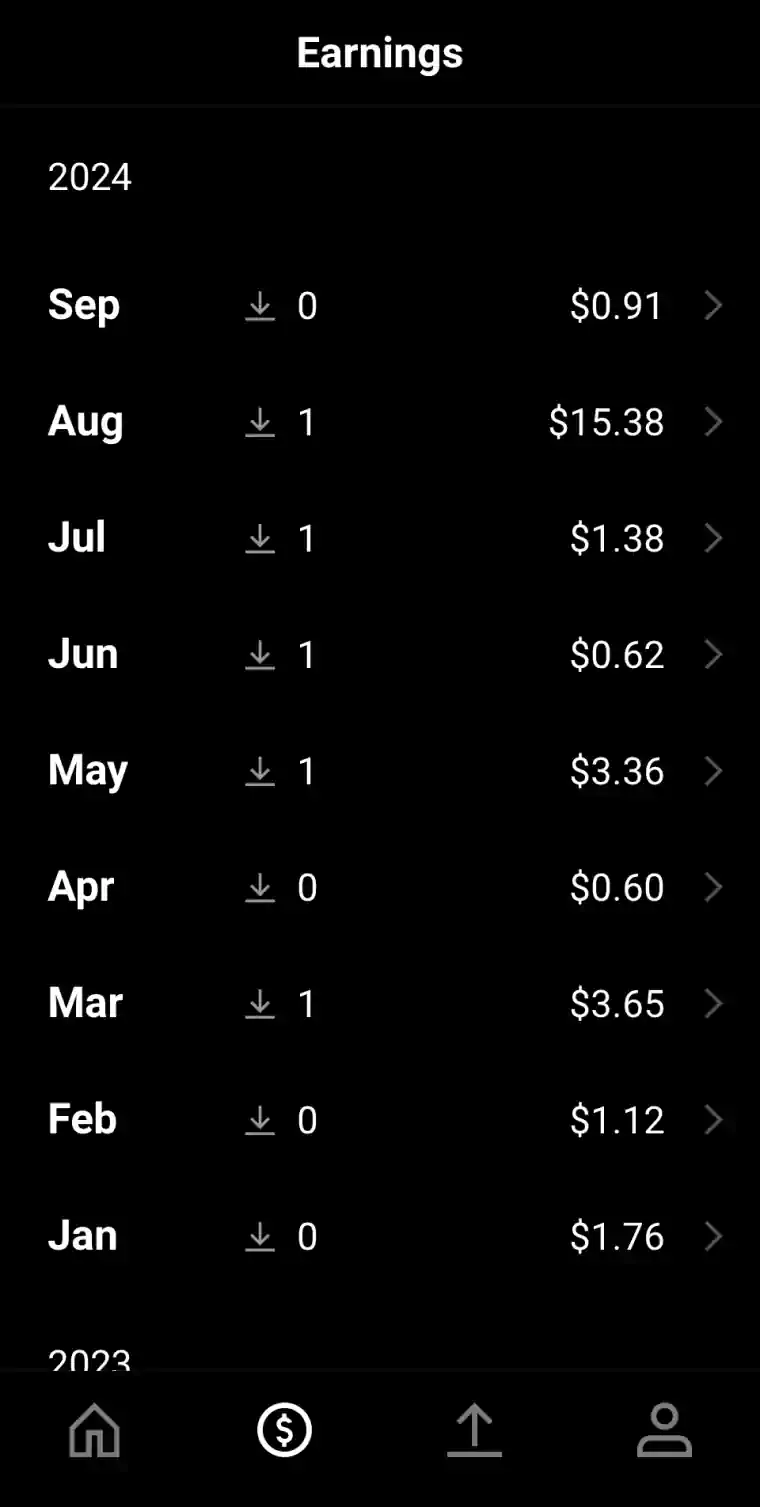 Earnings
2024
Sep 0 $0.91
Aug 1 $15.38
Jul 1 $1.38
Jun 1 $0.62
May 1 $3.36
Apr 0 $0.60
Mar 1 $3.65
Feb 0 $1.12
Jan 0 $1.76
2023
$